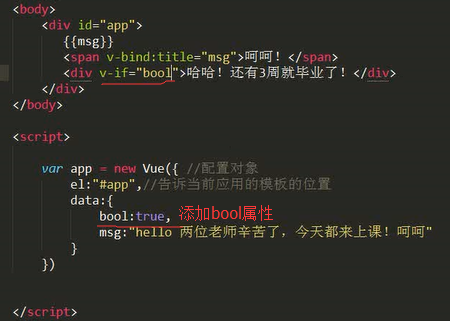 <body>
<div id="app">
{{msg}}
<span v-bind:title="msg">呵呵！</span>
<div v-if="bool">哈哈！还有3周就毕业了！</div>
</div>
</body>
<script>
var app = new Vue({ //配置对象
el:"#app",//告诉当前应用的模板的位置
data:{
bool:true, 添加bool属性
msg:"hello 两位老师辛苦了，今天都来上课！呵呵"
}
})
</script>